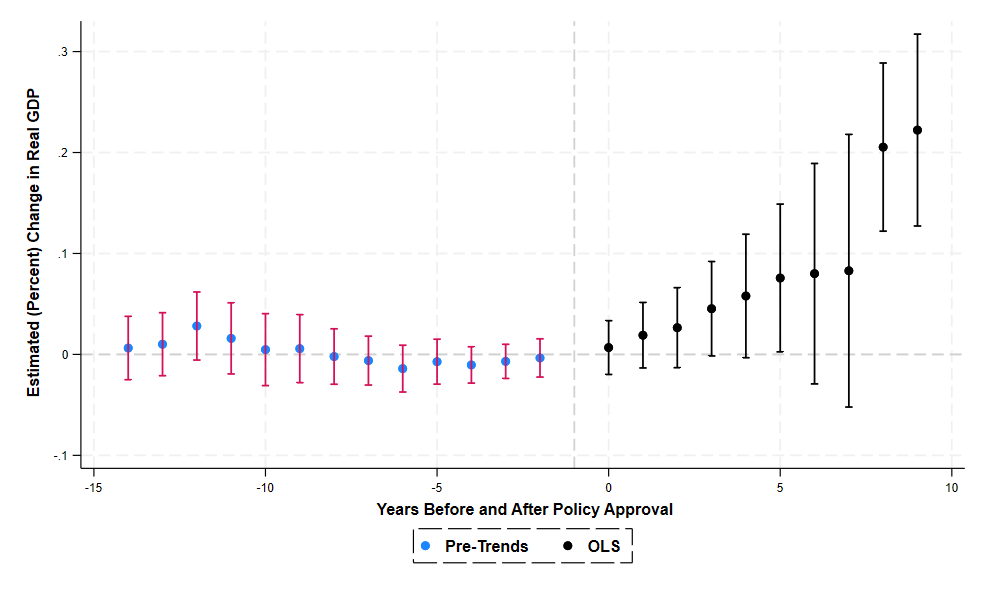 Estimated (Percent) Change in Real GDP
.3
.2
.1
0
-.1
-15 -10 -5 0 5 10
Years Before and After Policy Approval
Pre-Trends OLS